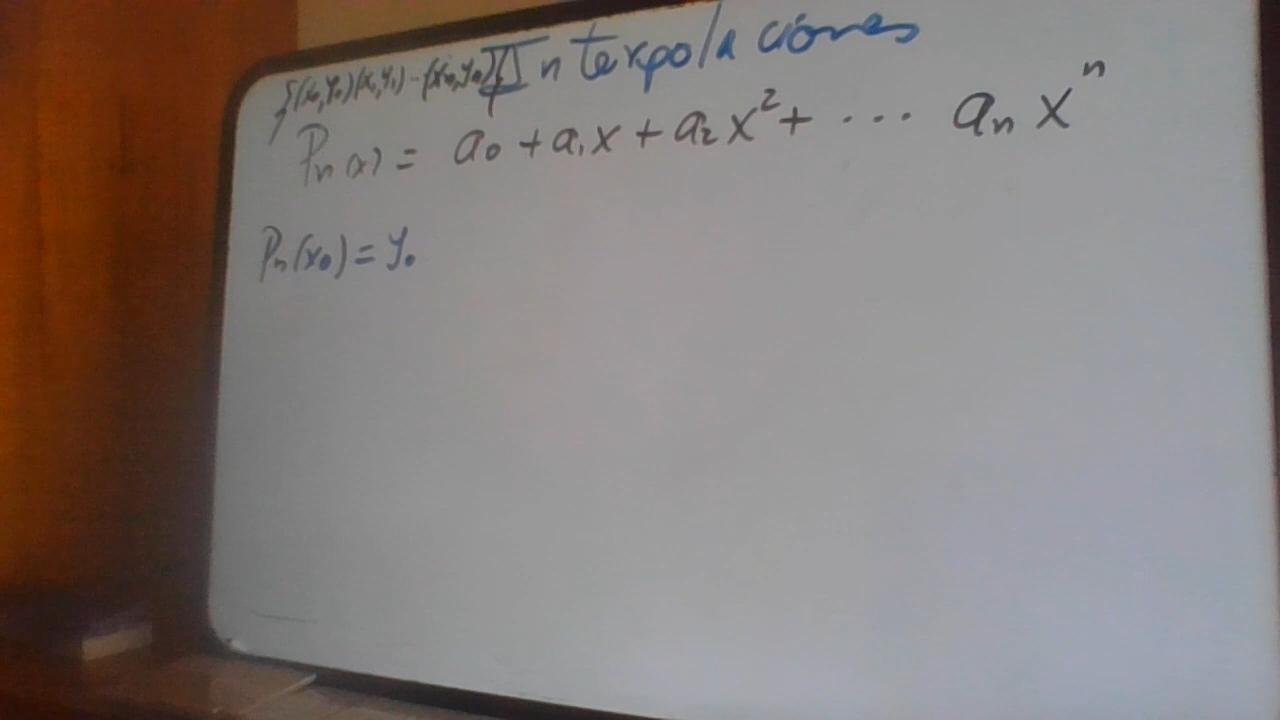 Interpolaciones
{(x₀,y₀)(x₁,y₁)--(xₙ,yₙ)}
Pₙ(x) = a₀ + a₁x + a₂x² + ... aₙxⁿ
Pₙ(x₀) = y₀